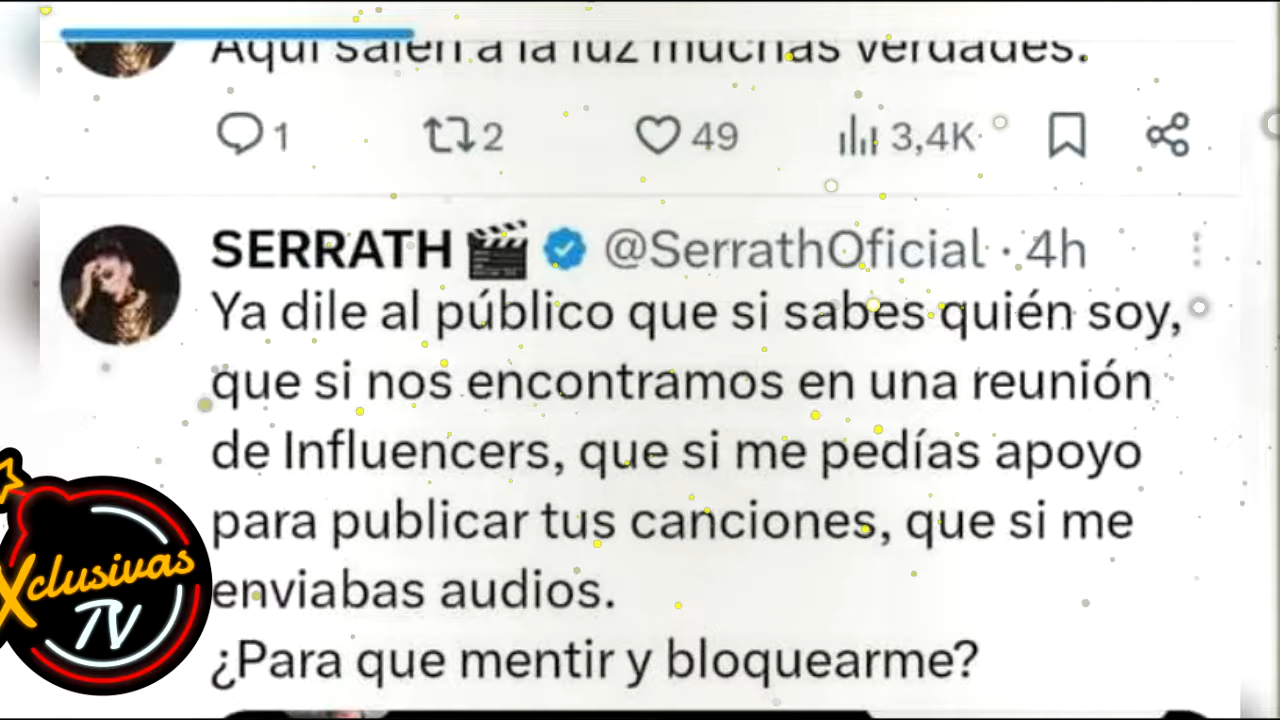 Aquí salen a la luz muchas verdades.
1 2 49 3,4K
SERRATH @SerrathOficial · 4h
Ya dile al público que si sabes quién soy,
que si nos encontramos en una reunión
de Influencers, que si me pedías apoyo
para publicar tus canciones, que si me
enviabas audios.
¿Para que mentir y bloquearme?
Xclusivas
TV